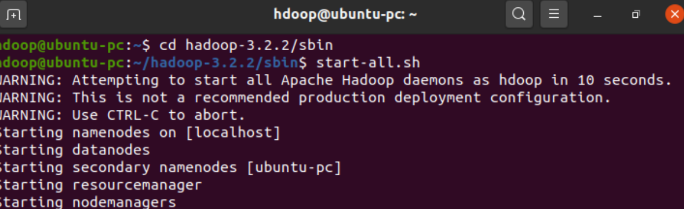 hdoop@ubuntu-pc: ~
hdoop@ubuntu-pc:~$ cd hadoop-3.2.2/sbin
hdoop@ubuntu-pc:~/hadoop-3.2.2/sbin$ start-all.sh
WARNING: Attempting to start all Apache Hadoop daemons as hdoop in 10 seconds.
WARNING: This is not a recommended production deployment configuration.
WARNING: Use CTRL-C to abort.
Starting namenodes on [localhost]
Starting datanodes
Starting secondary namenodes [ubuntu-pc]
Starting resourcemanager
Starting nodemanagers